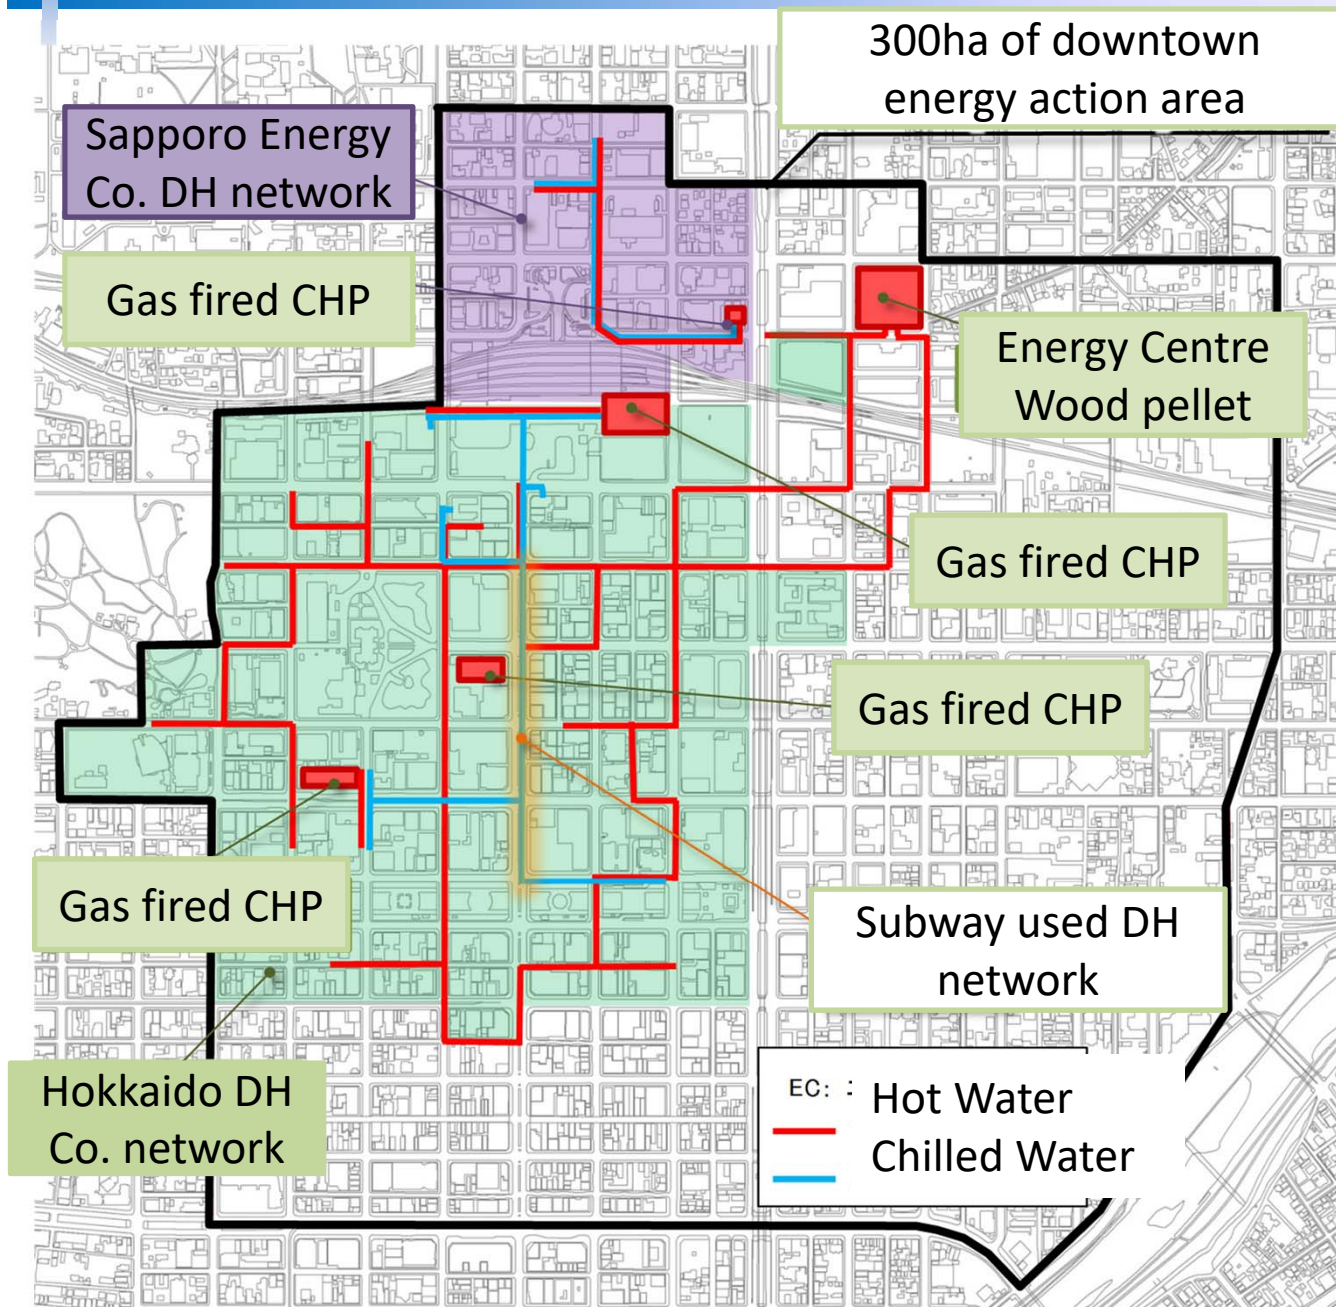 300ha of downtown
energy action area
Sapporo Energy
Co. DH network
Gas fired CHP
Energy Centre
Wood pellet
Gas fired CHP
Gas fired CHP
Gas fired CHP
Subway used DH
network
Hokkaido DH
Co. network
EC:
Hot Water
Chilled Water